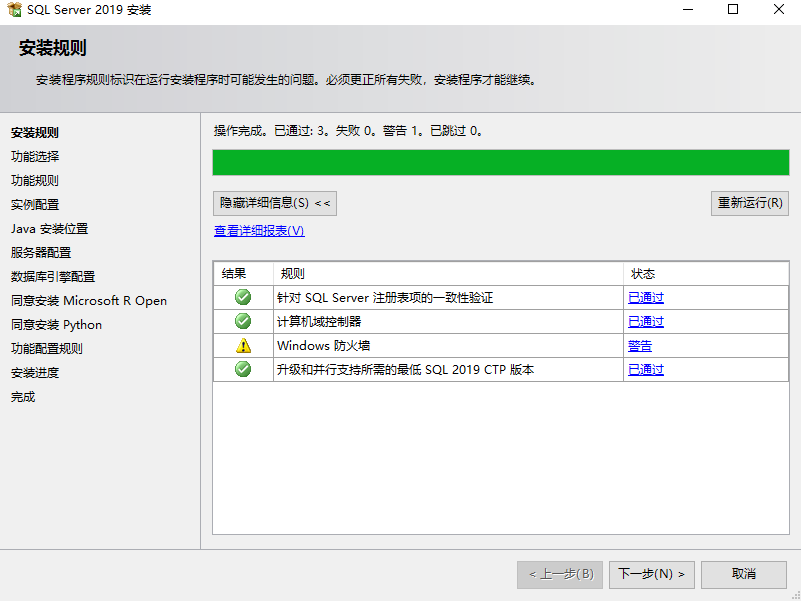 SQL Server 2019 安装
安装规则
安装程序规则标识在运行安装程序时可能发生的问题。必须更正所有失败，安装程序才能继续。
安装规则
功能选择
功能规则
实例配置
Java 安装位置
服务器配置
数据库引擎配置
同意安装 Microsoft R Open
同意安装 Python
功能配置规则
安装进度
完成
操作完成。已通过: 3。失败 0。警告 1。已跳过 0。
隐藏详细信息(S) <<
重新运行(R)
查看详细报表(V)
结果 规则 状态
针对 SQL Server 注册表项的一致性验证 已通过
计算机域控制器 已通过
Windows 防火墙 警告
升级和并行支持所需的最低 SQL 2019 CTP 版本 已通过
< 上一步(B) 下一步(N) > 取消